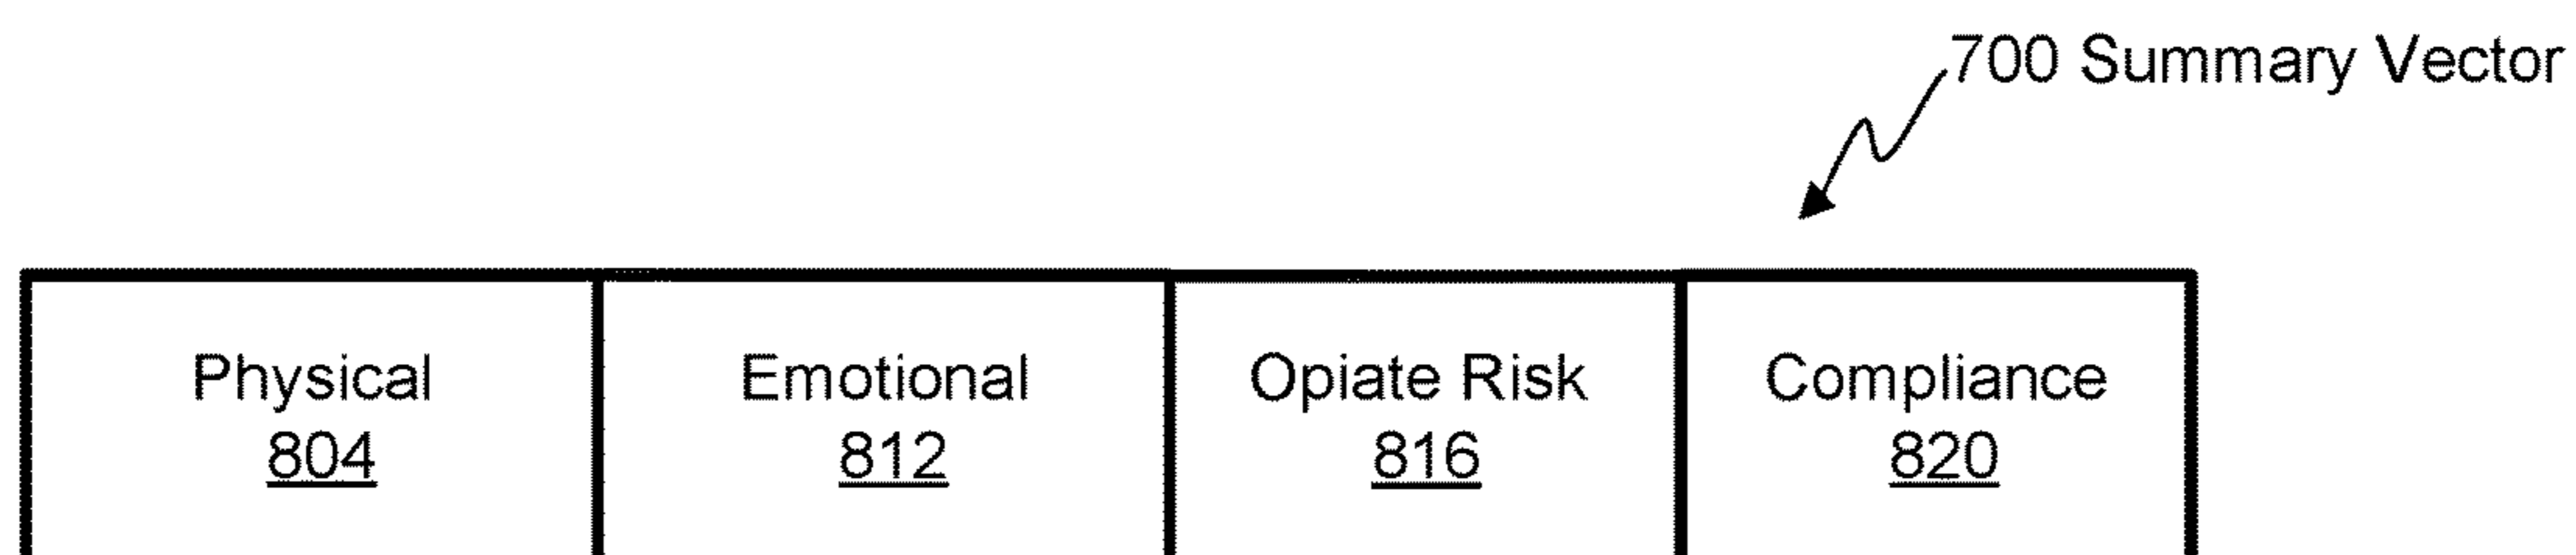 700 Summary Vector
Physical Emotional Opiate Risk Compliance
804 812 816 820